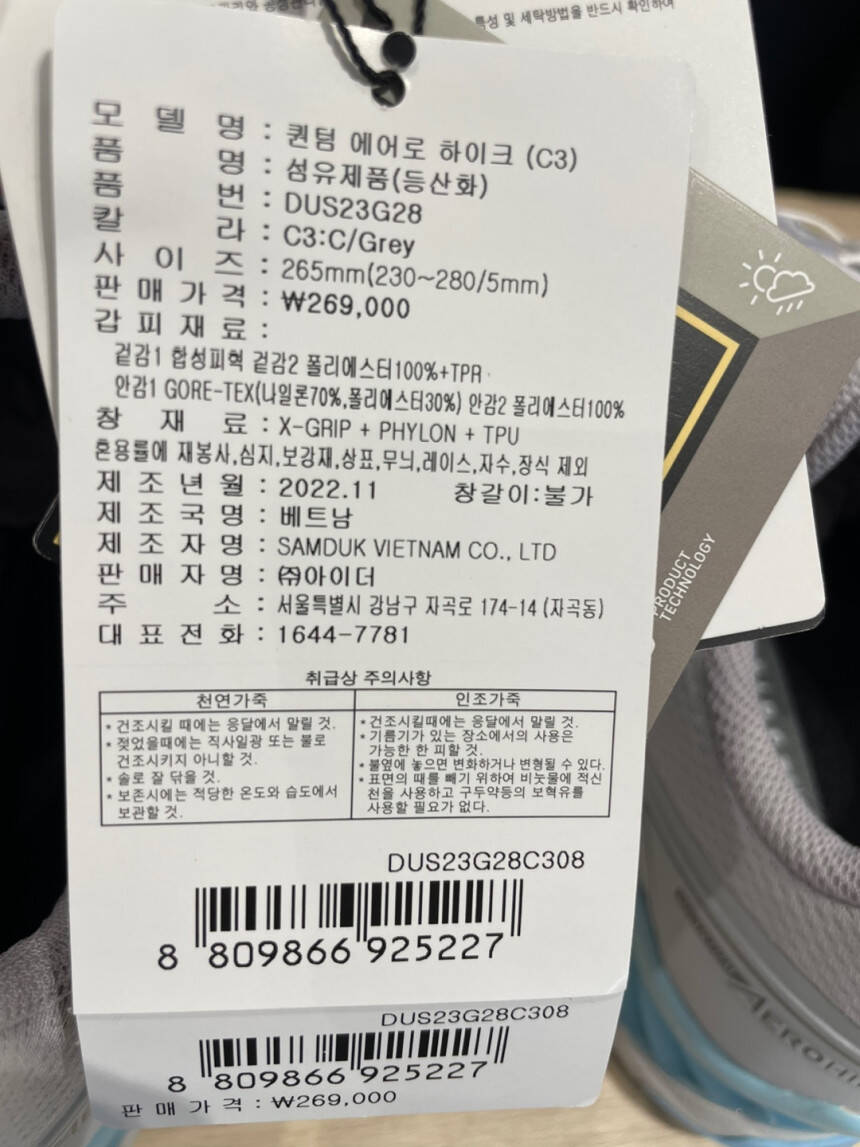 특성 및 세탁방법을 반드시 확인하여
모 델 명 : 퀀텀 에어로 하이크 (C3)
품 명 : 섬유제품(등산화)
품 번 : DUS23G28
칼 라 : C3:C/Grey
사 이 즈 : 265mm(230~280/5mm)
판 매 가 격 : ₩269,000
갑 피 재 료 :
겉감1 합성피혁 겉감2 폴리에스터100%+TPR
안감1 GORE-TEX(나일론70%,폴리에스터30%) 안감2 폴리에스터100%
창 재 료 : X-GRIP + PHYLON + TPU
혼용률에 재봉사,심지,보강재,상표,무늬,레이스,자수,장식 제외
제 조 년 월 : 2022.11 창갈이:불가
제 조 국 명 : 베트남
제 조 자 명 : SAMDUK VIETNAM CO., LTD
판 매 자 명 : ㈜아이더
주 소 : 서울특별시 강남구 자곡로 174-14 (자곡동)
대 표 전 화 : 1644-7781
취급상 주의사항
천연가죽
* 건조시킬 때에는 응달에서 말릴 것.
* 젖었을때에는 직사일광 또는 불로
건조시키지 아니할 것.
* 솔로 잘 닦을 것.
* 보존시에는 적당한 온도와 습도에서
보관할 것.
인조가죽
* 건조시킬때에는 응달에서 말릴 것.
* 기름기가 있는 장소에서의 사용은
가능한 한 피할 것.
* 불옆에 놓으면 변화하거나 변형될 수 있다.
* 표면의 때를 빼기 위하여 비눗물에 적신
천을 사용하고 구두약등의 보혁유를
사용할 필요가 없다.
DUS23G28C308
8 809866 925227
DUS23G28C308
8 809866 925227
판 매 가 격 : ₩269,000
PRODUCT
TECHNOLOGY